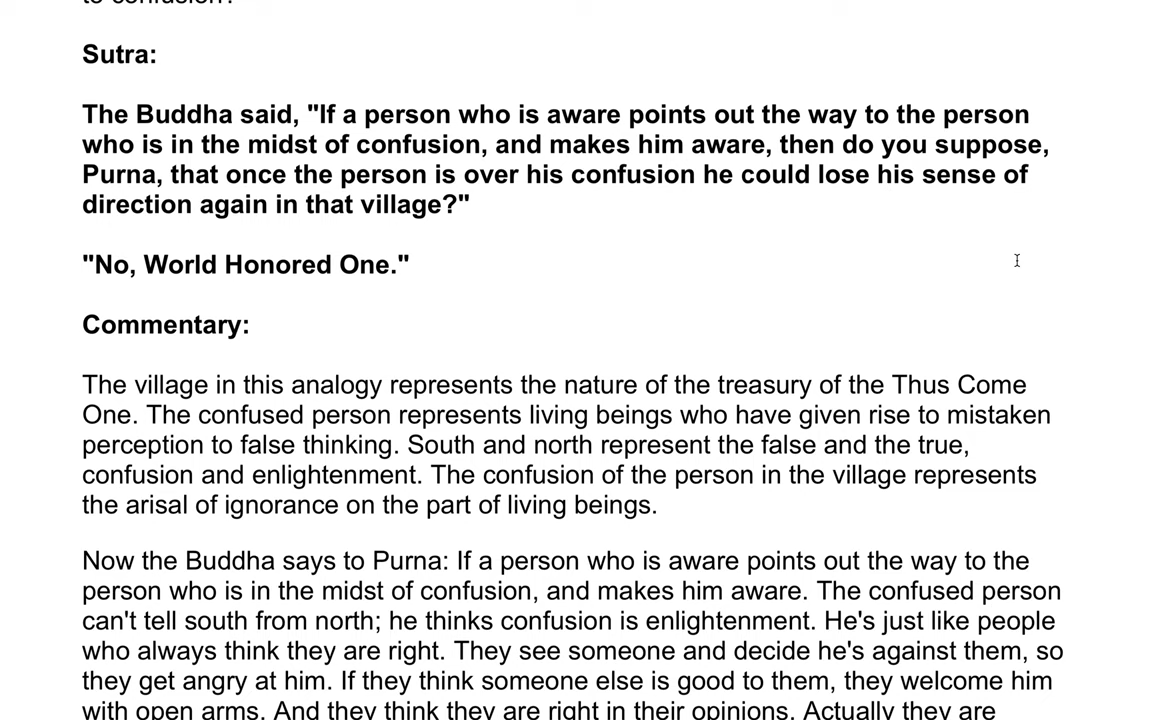 to confusion?
Sutra:
The Buddha said, "If a person who is aware points out the way to the person
who is in the midst of confusion, and makes him aware, then do you suppose,
Purna, that once the person is over his confusion he could lose his sense of
direction again in that village?"
"No, World Honored One."
Commentary:
The village in this analogy represents the nature of the treasury of the Thus Come
One. The confused person represents living beings who have given rise to mistaken
perception to false thinking. South and north represent the false and the true,
confusion and enlightenment. The confusion of the person in the village represents
the arisal of ignorance on the part of living beings.
Now the Buddha says to Purna: If a person who is aware points out the way to the
person who is in the midst of confusion, and makes him aware. The confused person
can't tell south from north; he thinks confusion is enlightenment. He's just like people
who always think they are right. They see someone and decide he's against them, so
they get angry at him. If they think someone else is good to them, they welcome him
with open arms. And they think they are right in their opinions. Actually they are